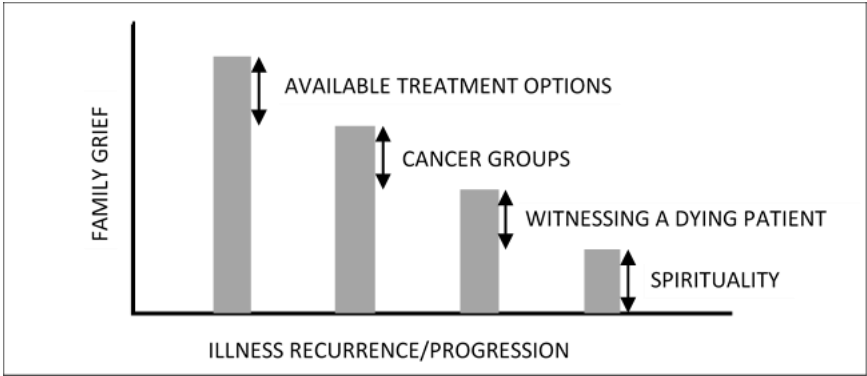 AVAILABLE TREATMENT OPTIONS
CANCER GROUPS
WITNESSING A DYING PATIENT
SPIRITUALITY
FAMILY GRIEF
ILLNESS RECURRENCE/PROGRESSION